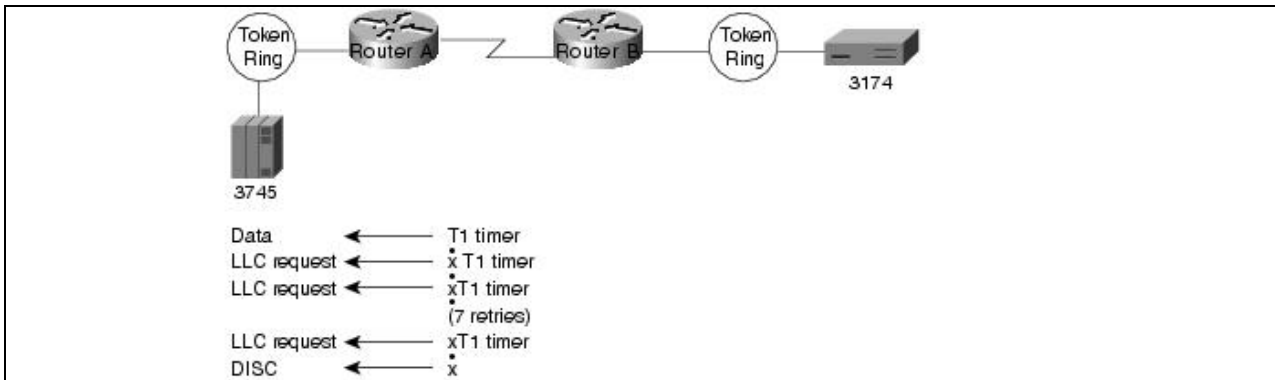 Token Ring
Router A
Router B
Token Ring
3174
3745
Data T1 timer
LLC request x T1 timer
LLC request xT1 timer
(7 retries)
LLC request xT1 timer
DISC x